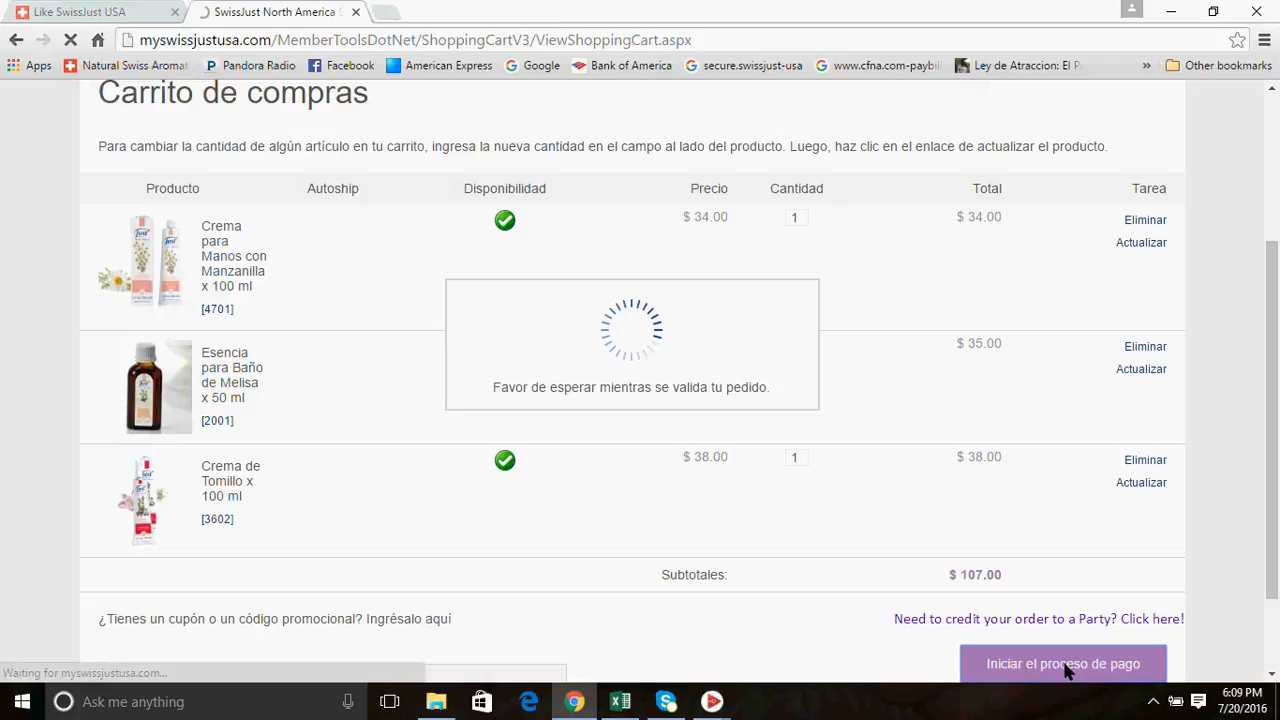 Like SwissJust USA
SwissJust North America S
myswissjustusa.com/MemberToolsDotNet/ShoppingCartV3/ViewShoppingCart.aspx
Apps Natural Swiss Aromat Pandora Radio Facebook American Express Google Bank of America secure.swissjust-usa www.cfna.com-paybill Ley de Atraccion: El P » Other bookmarks
Carrito de compras
Para cambiar la cantidad de algún artículo en tu carrito, ingresa la nueva cantidad en el campo al lado del producto. Luego, haz clic en el enlace de actualizar el producto.
Producto Autoship Disponibilidad Precio Cantidad Total Tarea
Crema
para
Manos con
Manzanilla
x 100 ml
[4701]
$ 34.00 1 $ 34.00 Eliminar
Actualizar
Favor de esperar mientras se valida tu pedido.
Esencia
para Baño
de Melisa
x 50 ml
[2001]
$ 35.00 Eliminar
Actualizar
Crema de
Tomillo x
100 ml
[3602]
$ 38.00 1 $ 38.00 Eliminar
Actualizar
Subtotales: $ 107.00
¿Tienes un cupón o un código promocional? Ingrésalo aquí
Need to credit your order to a Party? Click here!
Iniciar el proceso de pago
Waiting for myswissjustusa.com...
Ask me anything
6:09 PM
7/20/2016